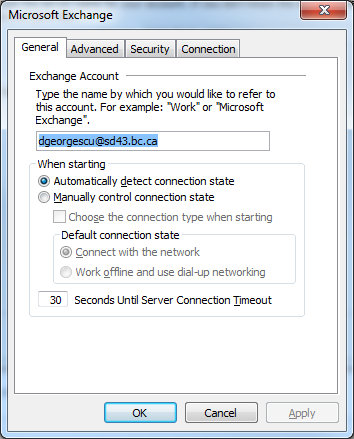 Microsoft Exchange
General Advanced Security Connection
Exchange Account
Type the name by which you would like to refer to
this account. For example: "Work" or "Microsoft
Exchange".
dgeorgescu@sd43.bc.ca
When starting
Automatically detect connection state
Manually control connection state
Choose the connection type when starting
Default connection state
Connect with the network
Work offline and use dial-up networking
30 Seconds Until Server Connection Timeout
OK Cancel Apply